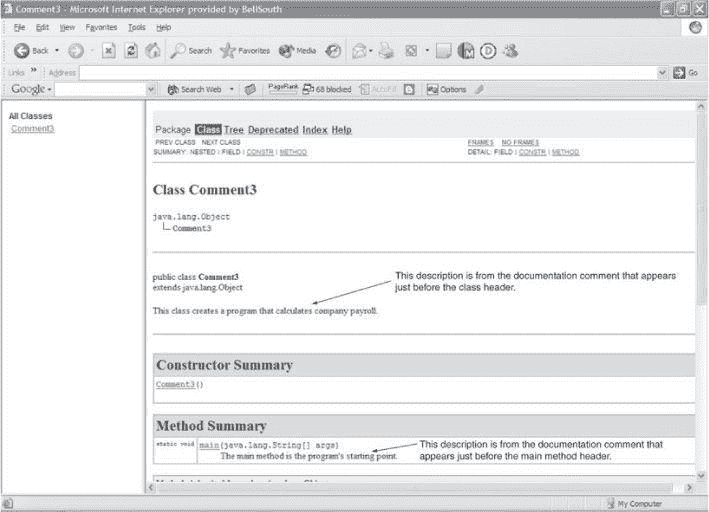 Comment3 - Microsoft Internet Explorer provided by BellSouth
File Edit View Favorites Tools Help
Back Search Favorites Media
Links » Address Go
Google Search Web PageRank 68 blocked AutoFill Options
All Classes
Comment3
Package Class Tree Deprecated Index Help
PREV CLASS NEXT CLASS FRAMES NO FRAMES
SUMMARY: NESTED | FIELD | CONSTR | METHOD DETAIL: FIELD | CONSTR | METHOD
Class Comment3
java.lang.Object
Comment3
public class Comment3
extends java.lang.Object
This description is from the documentation comment that appears
just before the class header.
This class creates a program that calculates company payroll.
Constructor Summary
Comment3()
Method Summary
static void main(java.lang.String[] args)
The main method is the program's starting point.
This description is from the documentation comment that
appears just before the main method header.
My Computer